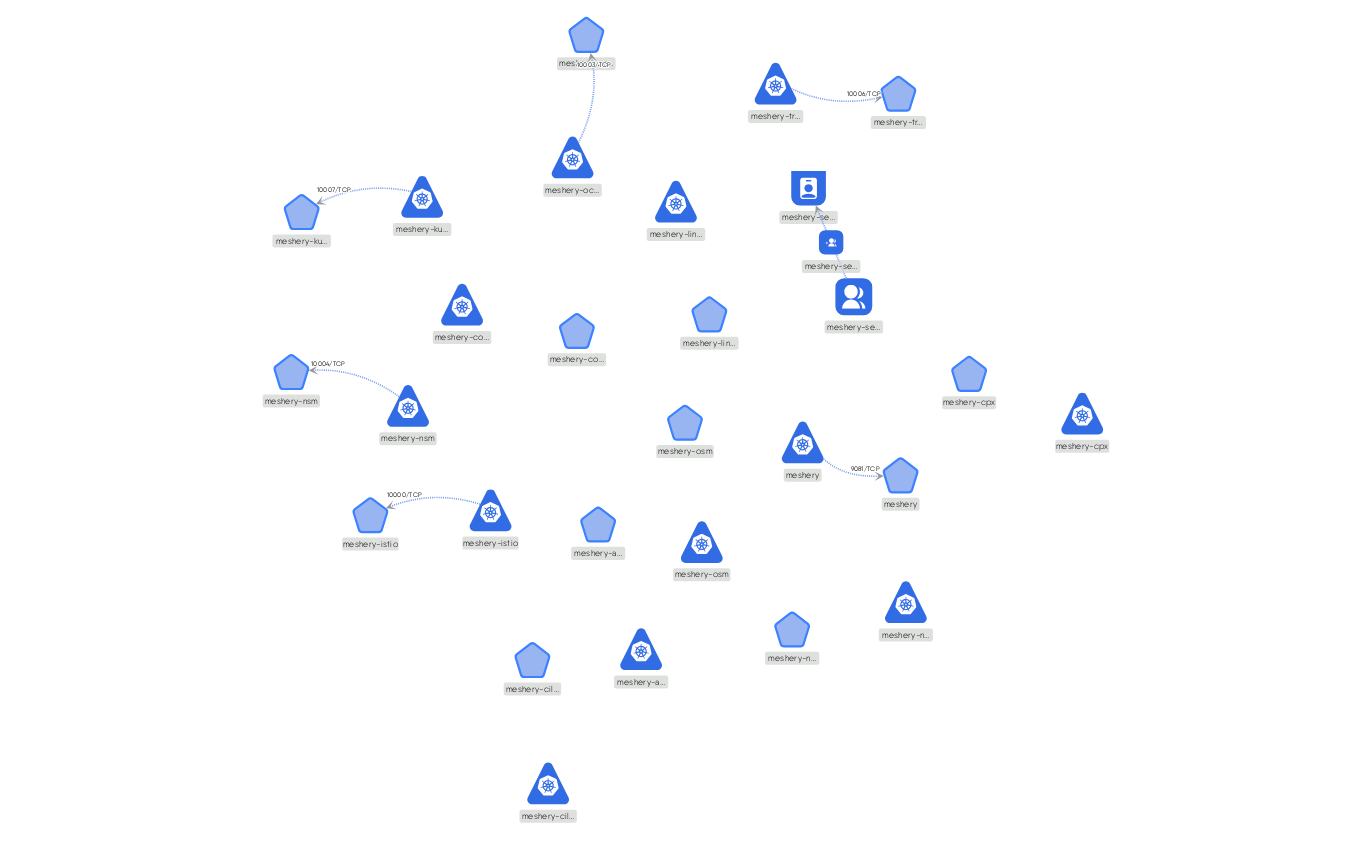 10003/TCP
10006/TCP
meshery-tr...
meshery-tr...
meshery-oc...
10007/TCP
meshery-ku...
meshery-ku...
meshery-lin...
meshery-se...
meshery-se...
meshery-se...
meshery-co...
meshery-co...
meshery-lin...
10004/TCP
meshery-nsm
meshery-nsm
meshery-cpx
meshery-cpx
meshery-osm
meshery
9081/TCP
meshery
10000/TCP
meshery-istio
meshery-istio
meshery-a...
meshery-osm
meshery-n...
meshery-n...
meshery-cil...
meshery-a...
meshery-cil...